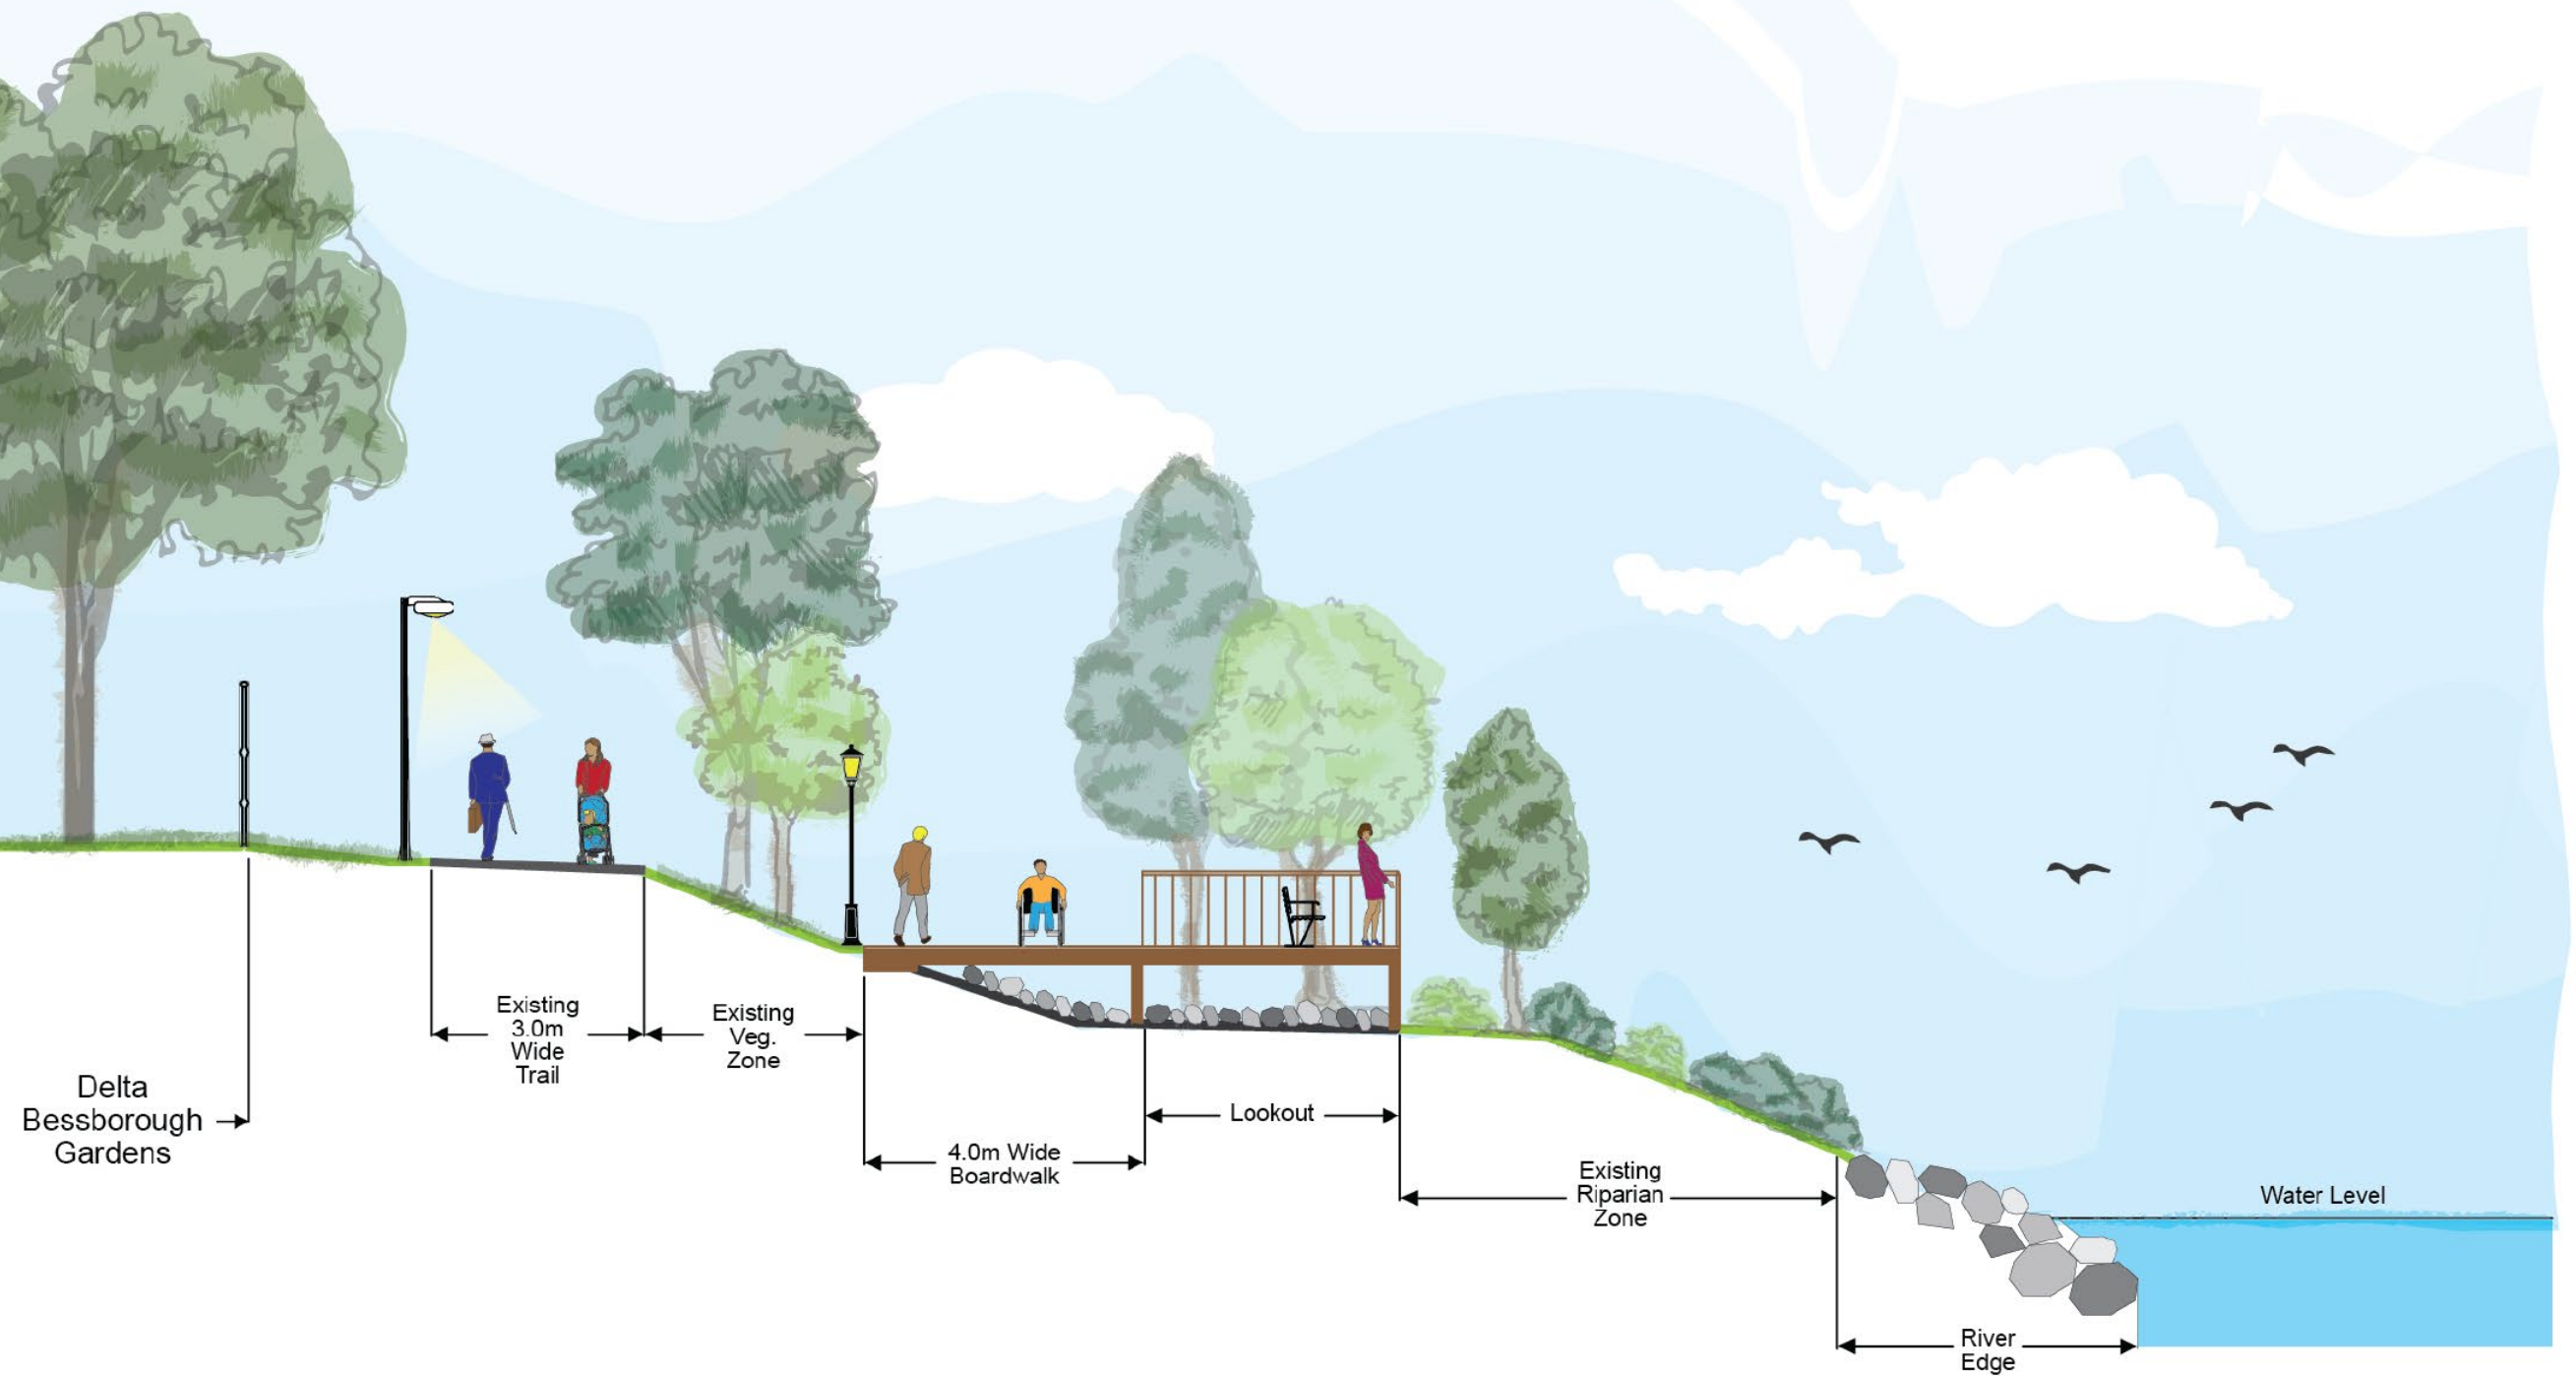 Delta
Bessborough
Gardens
Existing
3.0m
Wide
Trail
Existing
Veg.
Zone
4.0m Wide
Boardwalk
Lookout
Existing
Riparian
Zone
River
Edge
Water Level